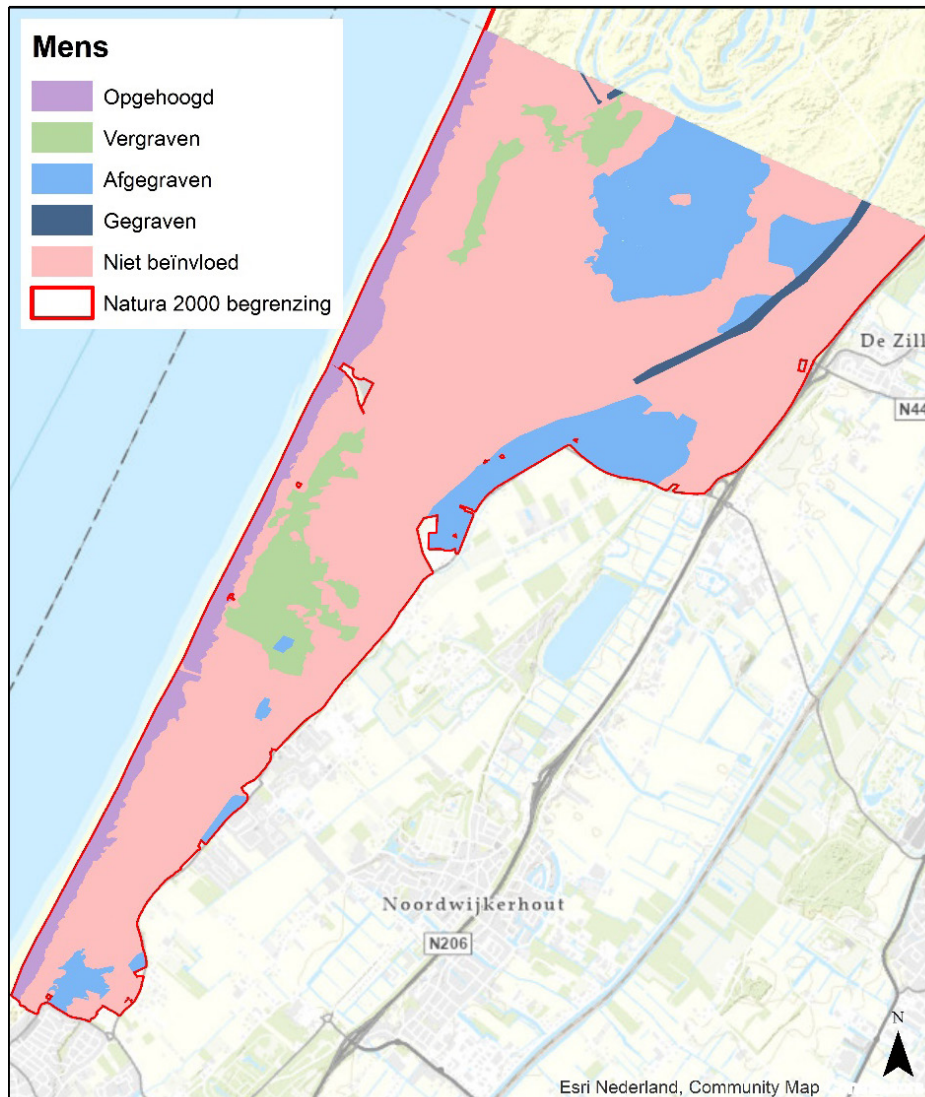 Mens
Opgehoogd
Vergraven
Afgegraven
Gegraven
Niet beïnvloed
Natura 2000 begrenzing
De Zill
N44
Noordwijkerhout
N206
N
Esri Nederland, Community Map